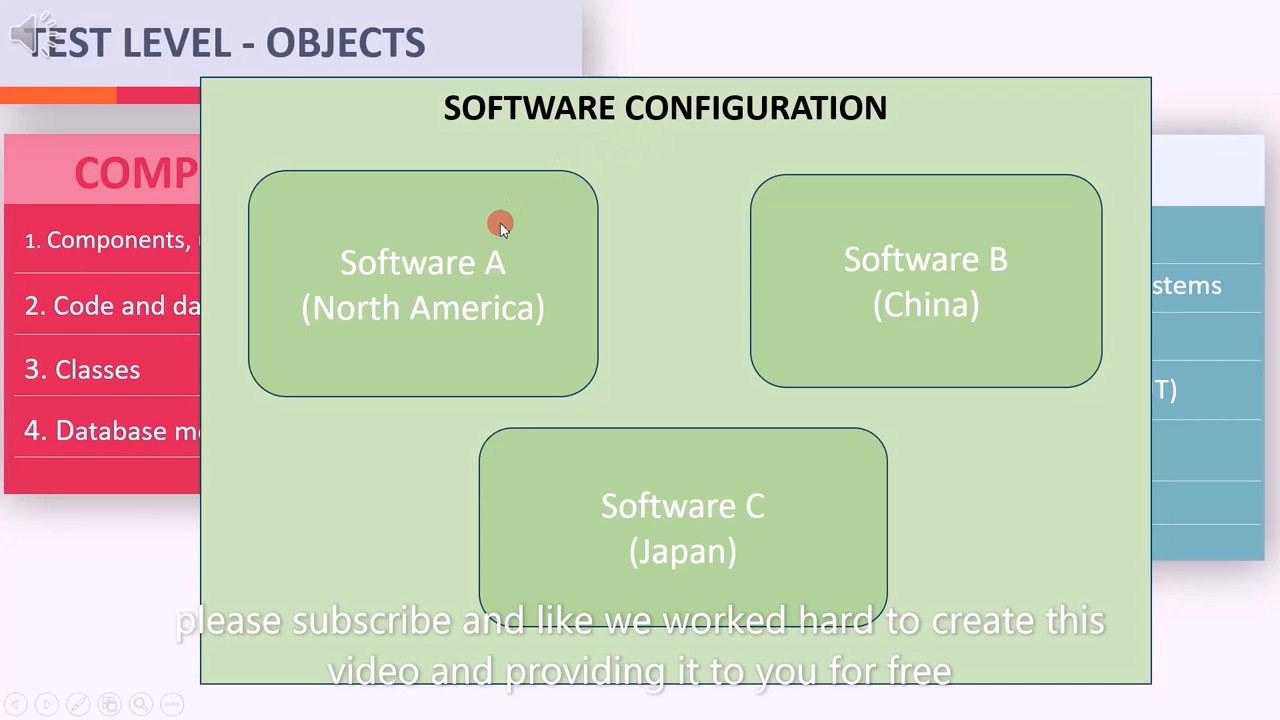 TEST LEVEL - OBJECTS
SOFTWARE CONFIGURATION
COMP
1. Components,
2. Code and da
3. Classes
4. Database
Software A
(North America)
Software B
(China)
Software C
(Japan)
stems
T)
please subscribe and like we worked hard to create this
video and providing it to you for free